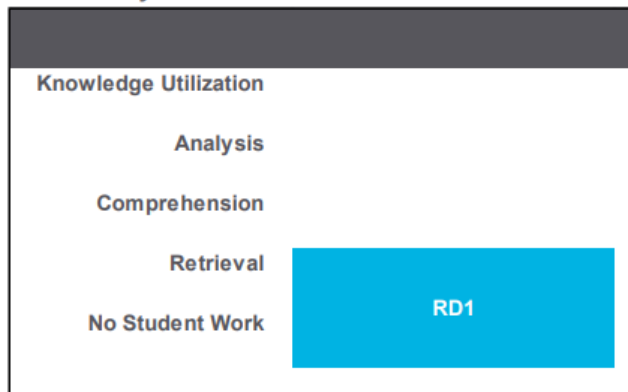 Knowledge Utilization
Analysis
Comprehension
Retrieval
RD1
No Student Work